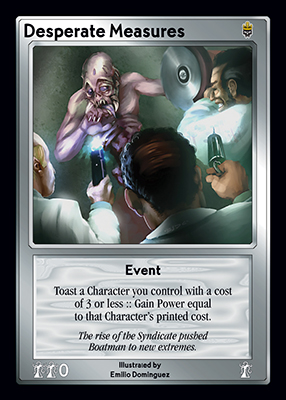 Desperate Measures
Event
Toast a Character you control with a cost
of 3 or less :: Gain Power equal
to that Character's printed cost.
The rise of the Syndicate pushed
Boatman to new extremes.
Illustrated by
Emilio Dominguez
0